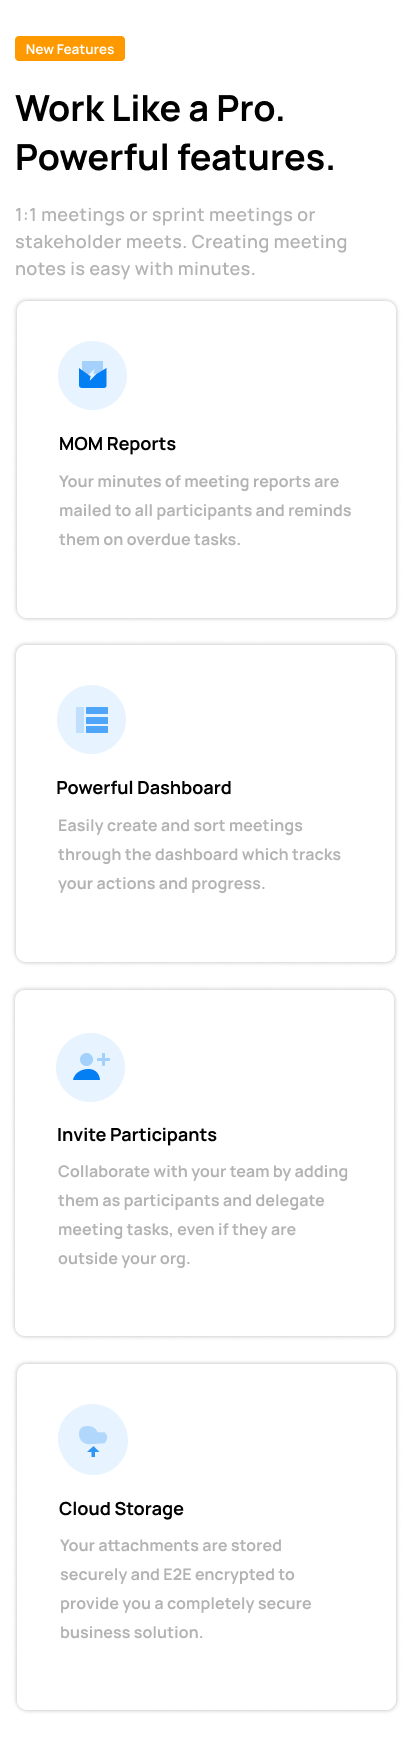 New Features
Work Like a Pro.
Powerful features.
1:1 meetings or sprint meetings or
stakeholder meets. Creating meeting
notes is easy with minutes.
MOM Reports
Your minutes of meeting reports are
mailed to all participants and reminds
them on overdue tasks.
Powerful Dashboard
Easily create and sort meetings
through the dashboard which tracks
your actions and progress.
Invite Participants
Collaborate with your team by adding
them as participants and delegate
meeting tasks, even if they are
outside your org.
Cloud Storage
Your attachments are stored
securely and E2E encrypted to
provide you a completely secure
business solution.